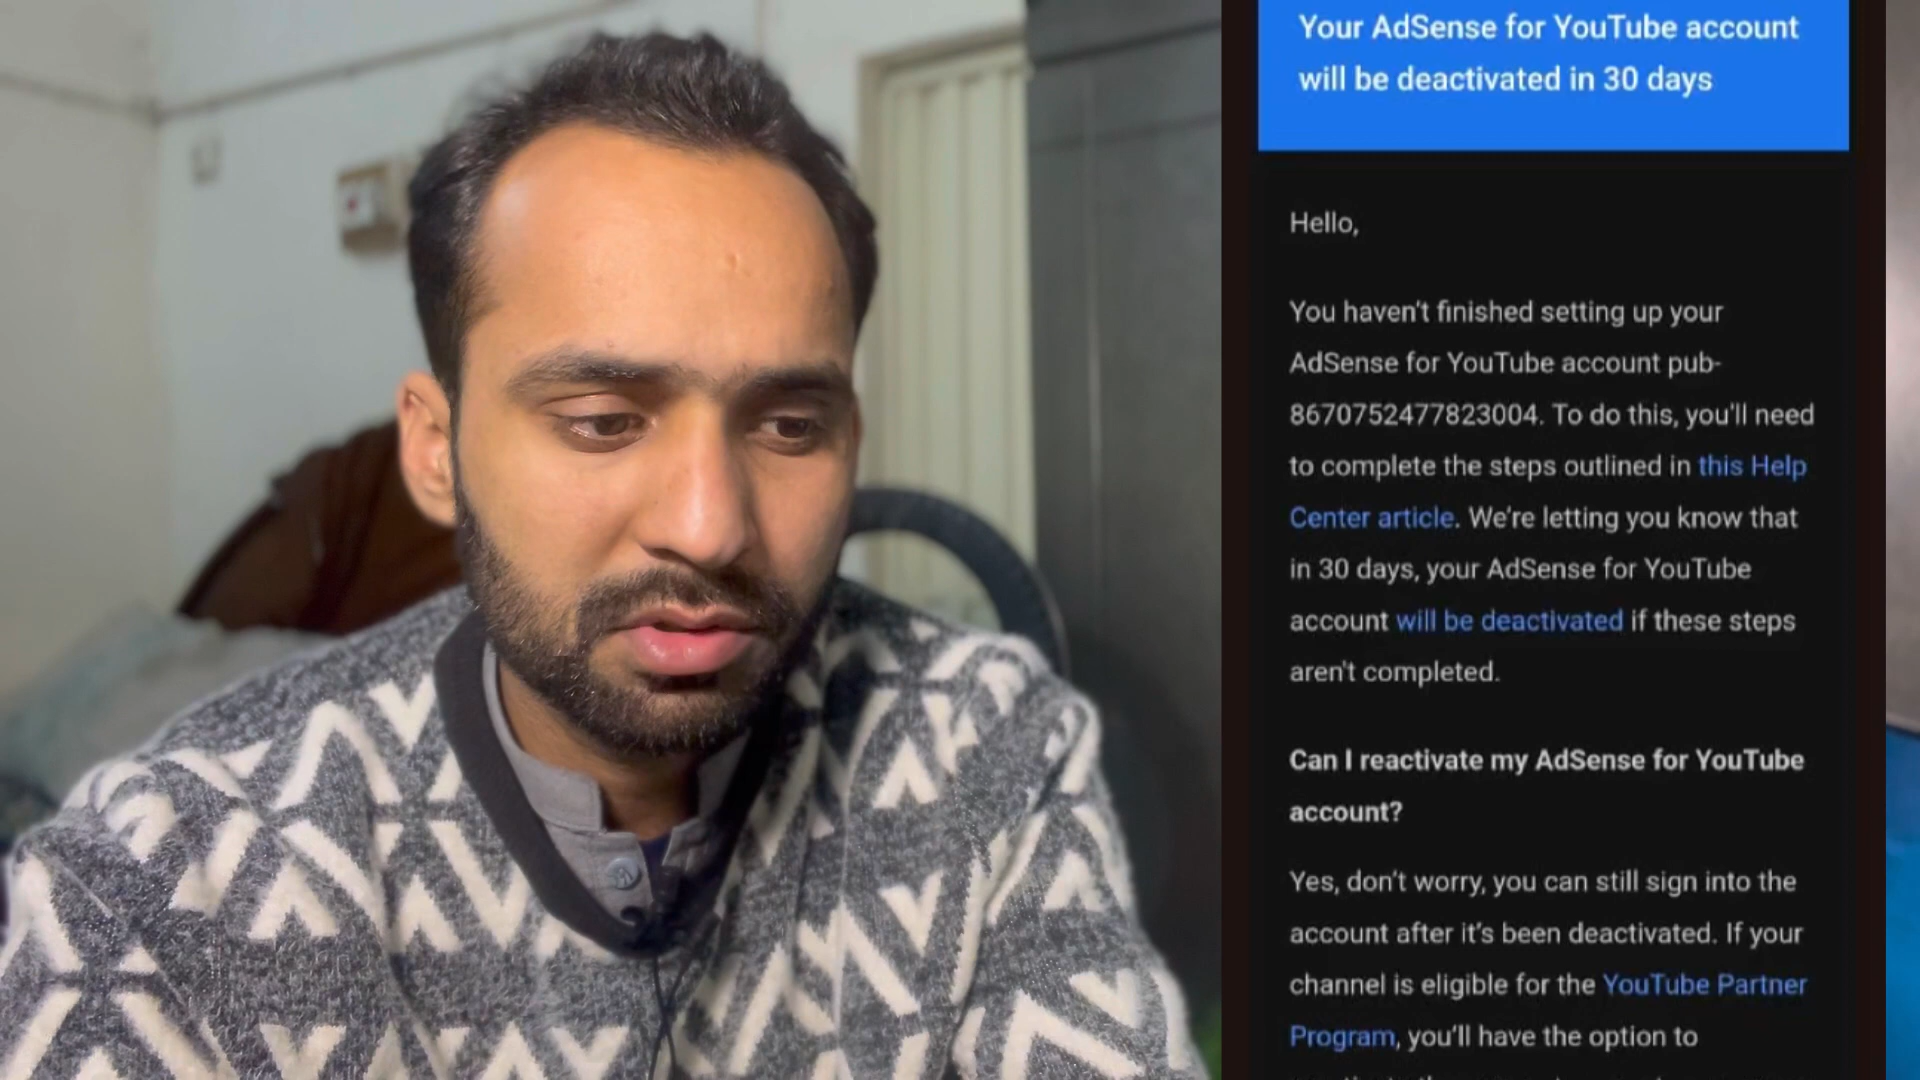 Your AdSense for YouTube account
will be deactivated in 30 days
Hello,
You haven't finished setting up your
AdSense for YouTube account pub-
8670752477823004. To do this, you'll need
to complete the steps outlined in this Help
Center article. We're letting you know that
in 30 days, your AdSense for YouTube
account will be deactivated if these steps
aren't completed.
Can I reactivate my AdSense for YouTube
account?
Yes, don't worry, you can still sign into the
account after it's been deactivated. If your
channel is eligible for the YouTube Partner
Program, you'll have the option to